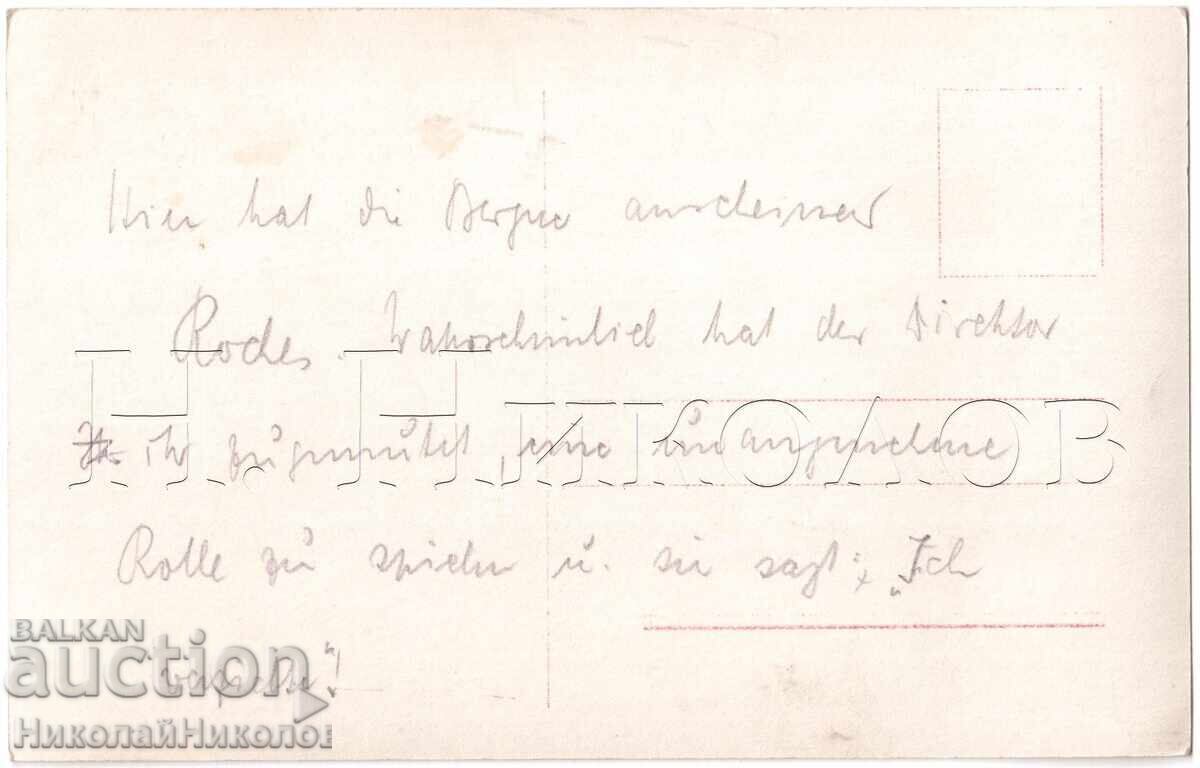 Hier hat die Bergner anscheinend
Roches. Wahrscheinlich hat der Direktor
ihr zugemutet, eine unangenehme
Rolle zu spielen u. sie sagt: „Ich
Н. Николов
BALKAN
auction
НиколайНиколов